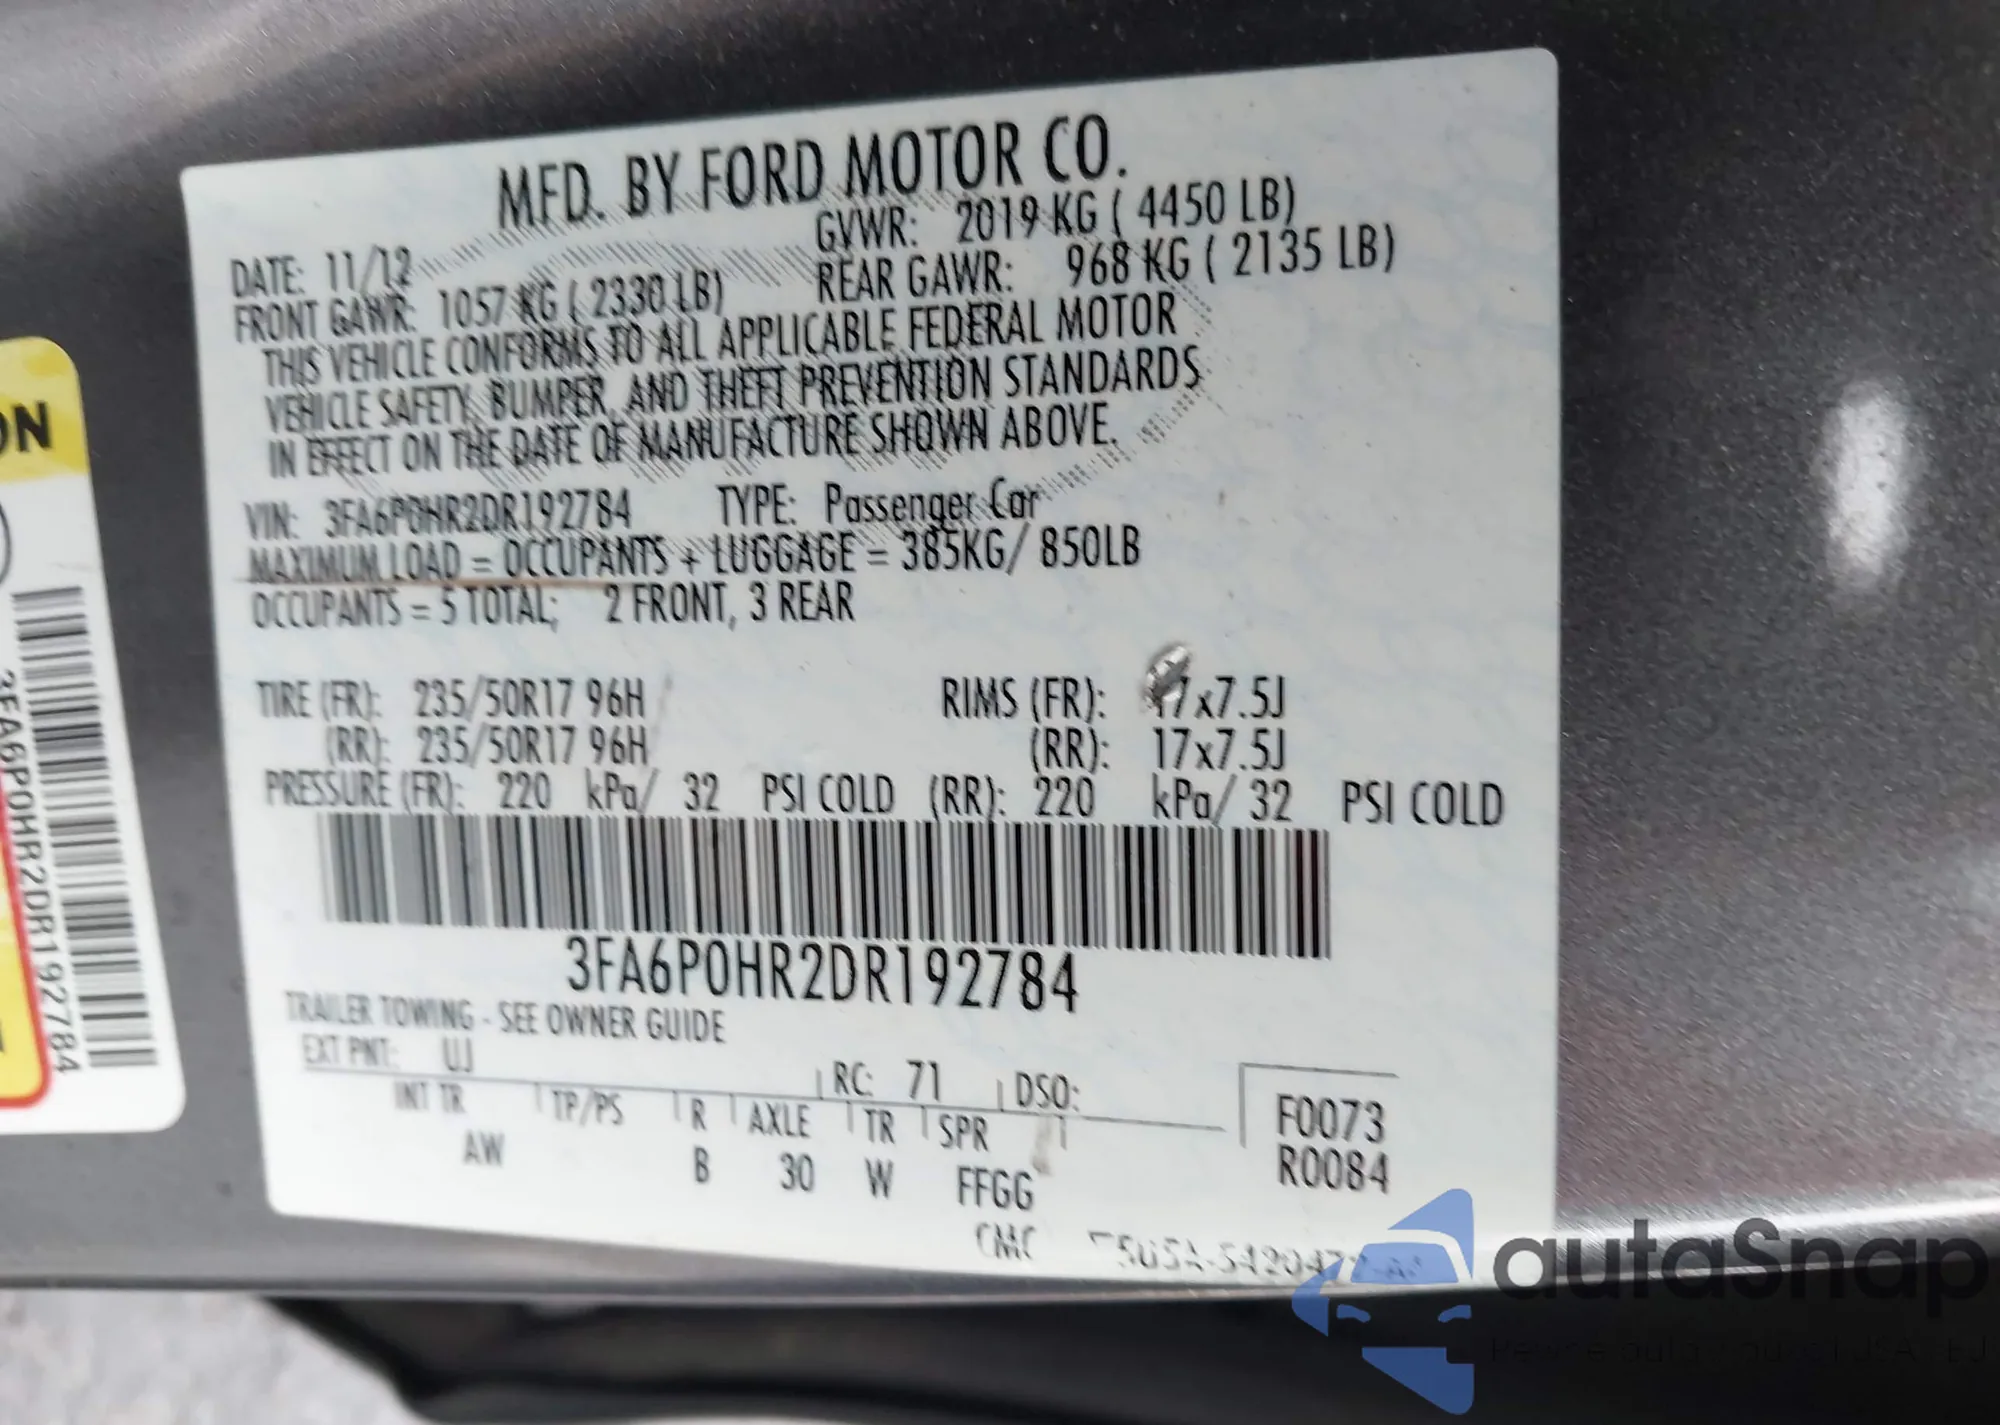 MFD. BY FORD MOTOR CO.
DATE: 11/12 GVWR: 2019 KG ( 4450 LB)
FRONT GAWR: 1057 KG ( 2330 LB) REAR GAWR: 968 KG ( 2135 LB)
THIS VEHICLE CONFORMS TO ALL APPLICABLE FEDERAL MOTOR
VEHICLE SAFETY, BUMPER, AND THEFT PREVENTION STANDARDS
IN EFFECT ON THE DATE OF MANUFACTURE SHOWN ABOVE.
VIN: 3FA6P0HR2DR192784 TYPE: Passenger Car
MAXIMUM LOAD = OCCUPANTS + LUGGAGE = 385KG/ 850LB
OCCUPANTS = 5 TOTAL; 2 FRONT, 3 REAR
TIRE (FR): 235/50R17 96H RIMS (FR): 17x7.5J
(RR): 235/50R17 96H (RR): 17x7.5J
PRESSURE (FR): 220 kPa/ 32 PSI COLD (RR): 220 kPa/ 32 PSI COLD
3FA6P0HR2DR192784
TRAILER TOWING - SEE OWNER GUIDE
EXT PNT: UJ RC: 71 DSO:
INT TR TP/PS R AXLE TR SPR
AW B 30 W FFGG
F0073
R0084
CMC
ON
3FA6P0HR2DR192784
autaSnap